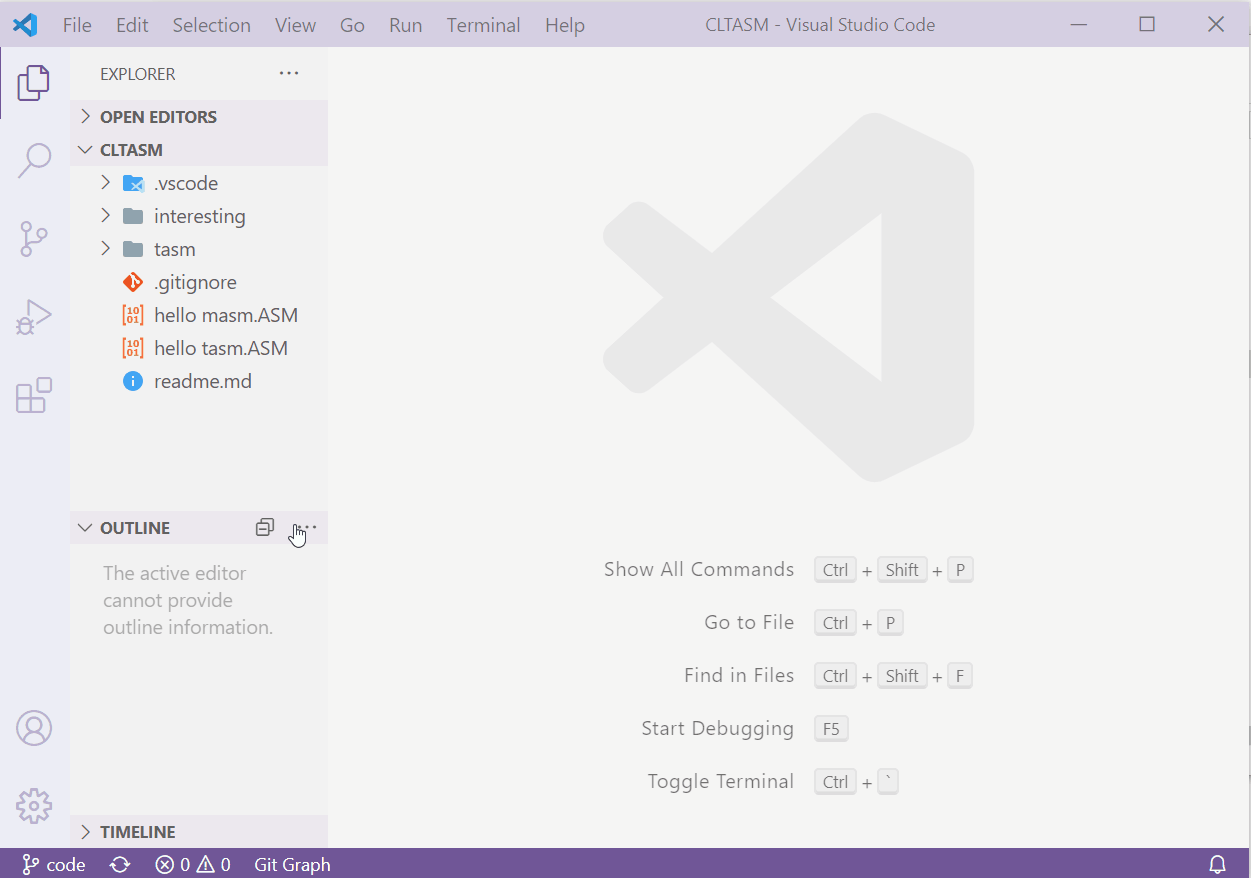 File Edit Selection View Go Run Terminal Help CLTASM - Visual Studio Code
EXPLORER
OPEN EDITORS
CLTASM
.vscode
interesting
tasm
.gitignore
hello masm.ASM
hello tasm.ASM
readme.md
OUTLINE
The active editor
cannot provide
outline information.
TIMELINE
Show All Commands Ctrl + Shift + P
Go to File Ctrl + P
Find in Files Ctrl + Shift + F
Start Debugging F5
Toggle Terminal Ctrl + `
code 0 0 Git Graph